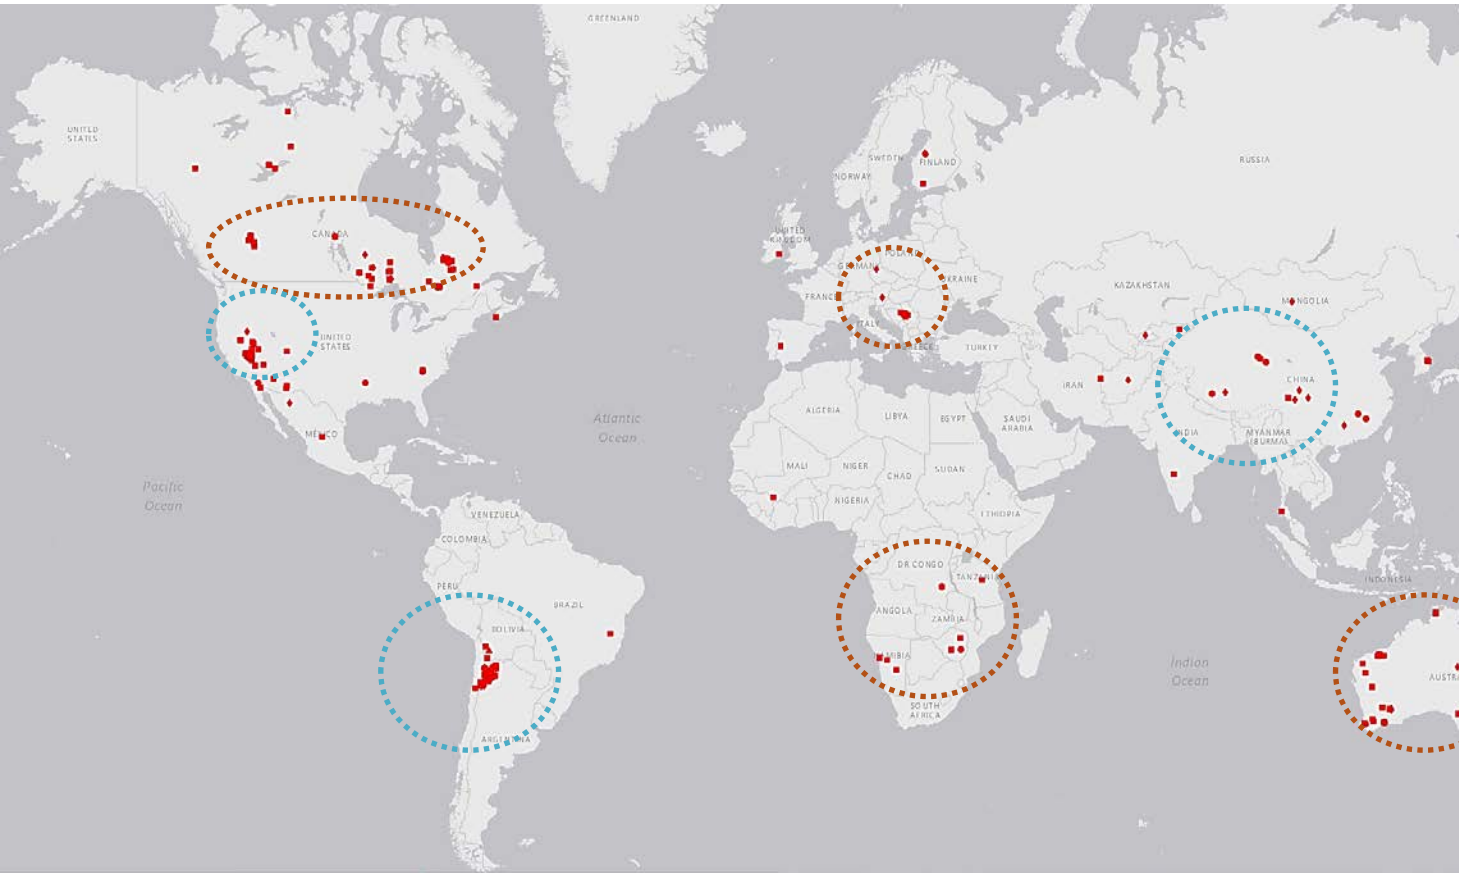 GREENLAND
UNITED
STATES
CANADA
UNITED
STATES
MÉXICO
Pacific
Ocean
Atlantic
Ocean
VENEZUELA
COLOMBIA
PERU
BRAZIL
BOLIVIA
ARGENTINA
SWEDEN
FINLAND
NORWAY
UNITED
KINGDOM
POLAND
GERMANY
UKRAINE
FRANCE
ITALY
GREECE
TURKEY
RUSSIA
KAZAKHSTAN
MONGOLIA
CHINA
IRAN
INDIA
MYANMAR
(BURMA)
ALGERIA
LIBYA
EGYPT
SAUDI
ARABIA
MALI
NIGER
CHAD
SUDAN
NIGERIA
ETHIOPIA
DR CONGO
TANZANIA
ANGOLA
ZAMBIA
NAMIBIA
SOUTH
AFRICA
Indian
Ocean
INDONESIA
AUSTRA